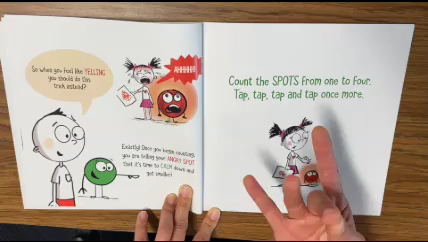 So when you feel like YELLING
you should do this
trick instead?
AHHHHH!
Exactly! Once you begin counting,
you are telling your ANGRY SPOT
that it's time to CALM down and
get smaller!
Count the SPOTS from one to four.
Tap, tap, tap and tap once more.